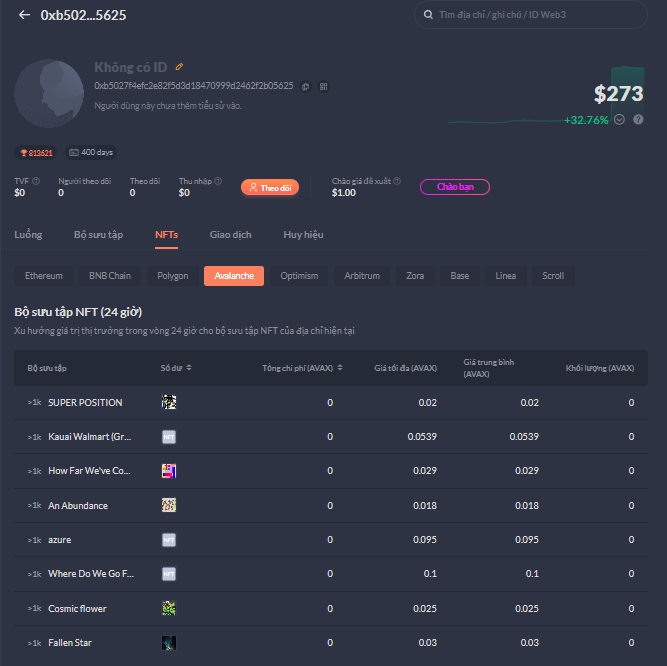 0xb502...5625
Tìm địa chỉ / ghi chú / ID Web3
Không có ID
0xb5027f4efc2e82f5d3d18470999d2462f2b05625
Người dùng này chưa thêm tiểu sử vào.
$273
+32.76%
813621
400 days
TVF Người theo dõi Theo dõi Thu nhập Chào giá đề xuất
$0 0 0 $0 Theo dõi $1.00 Chào bạn
Luồng Bộ sưu tập NFTs Giao dịch Huy hiệu
Ethereum BNB Chain Polygon Avalanche Optimism Arbitrum Zora Base Linea Scroll
Bộ sưu tập NFT (24 giờ)
Xu hướng giá trị thị trường trong vòng 24 giờ cho bộ sưu tập NFT của địa chỉ hiện tại
Bộ sưu tập Số dư Tổng chi phí (AVAX) Giá tối đa (AVAX) Giá trung bình (AVAX) Khối lượng (AVAX)
>1k SUPER POSITION 0 0.02 0.02 0
>1k Kauai Walmart (Gr... NFT 0 0.0539 0.0539 0
>1k How Far We've Co... 0 0.029 0.029 0
>1k An Abundance 0 0.018 0.018 0
>1k azure NFT 0 0.095 0.095 0
>1k Where Do We Go F... NFT 0 0.1 0.1 0
>1k Cosmic flower 0 0.025 0.025 0
>1k Fallen Star 0 0.03 0.03 0